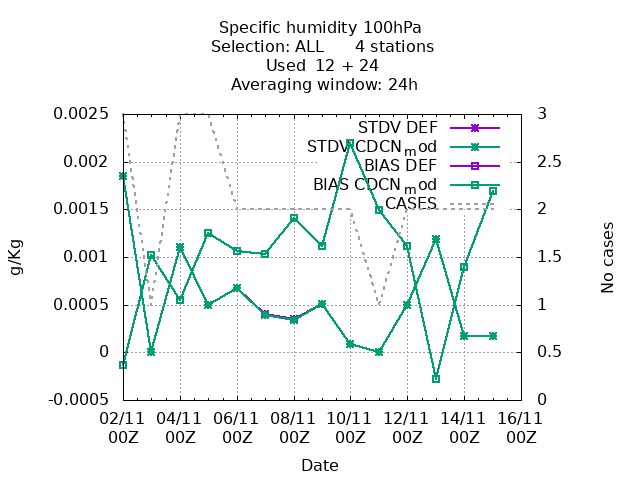 Specific humidity 100hPa
Selection: ALL      4 stations
Used  12 + 24
Averaging window: 24h
STDV DEF
STDV CDCNmod
BIAS DEF
BIAS CDCNmod
CASES
g/Kg
0.0025
0.002
0.0015
0.001
0.0005
0
-0.0005
No cases
3
2.5
2
1.5
1
0.5
0
02/11 04/11 06/11 08/11 10/11 12/11 14/11 16/11
00Z 00Z 00Z 00Z 00Z 00Z 00Z 00Z
Date